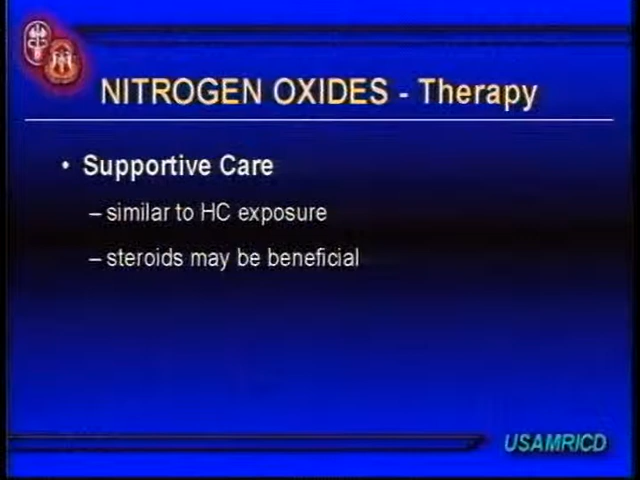 NITROGEN OXIDES - Therapy
• Supportive Care
– similar to HC exposure
– steroids may be beneficial
USAMRICD